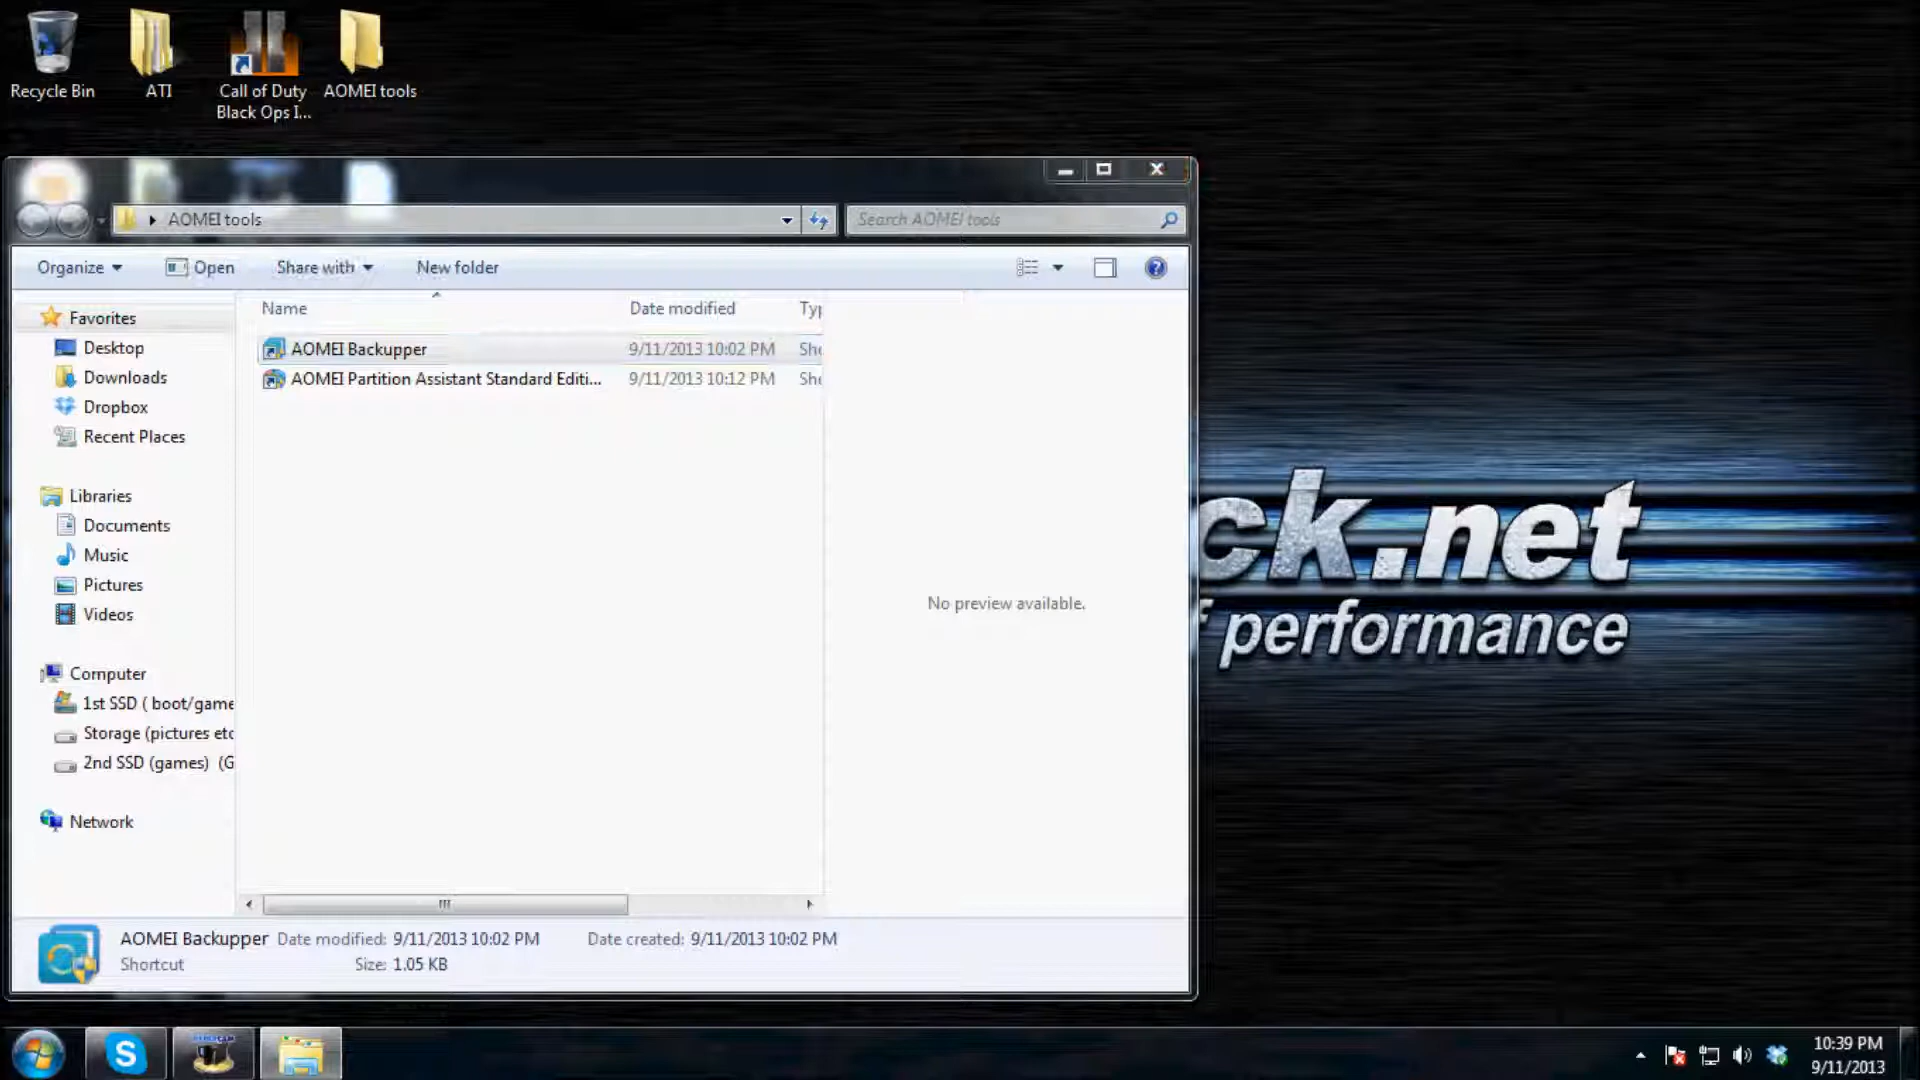 Recycle Bin
ATI
Call of Duty
Black Ops I...
AOMEI tools
AOMEI tools
Search AOMEI tools
Organize
Open
Share with
New folder
Name
Date modified
Typ
Favorites
Desktop
Downloads
Dropbox
Recent Places
Libraries
Documents
Music
Pictures
Videos
Computer
1st SSD ( boot/game
Storage (pictures etc
2nd SSD (games) (G
Network
AOMEI Backupper 9/11/2013 10:02 PM Sho
AOMEI Partition Assistant Standard Editi... 9/11/2013 10:12 PM Sho
No preview available.
ck.net
performance
AOMEI Backupper Date modified: 9/11/2013 10:02 PM Date created: 9/11/2013 10:02 PM
Shortcut Size: 1.05 KB
10:39 PM
9/11/2013